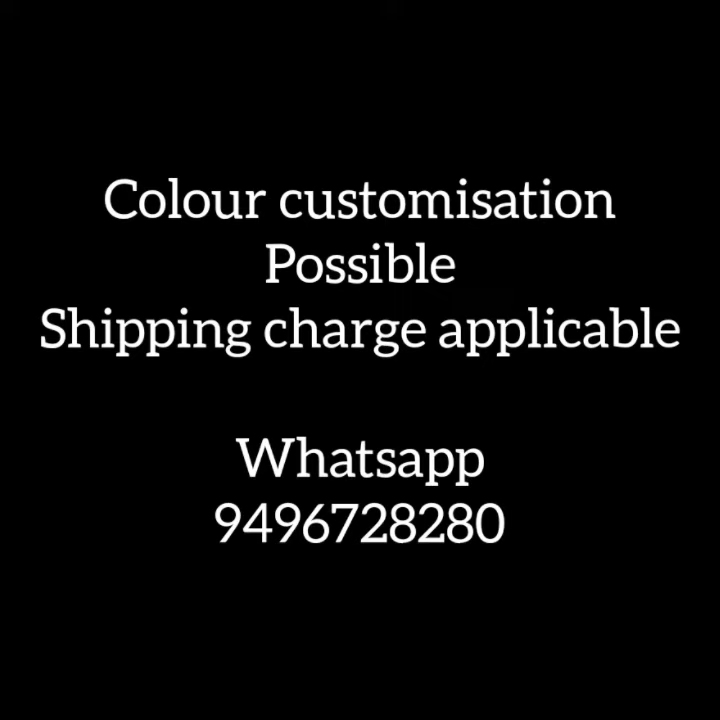 Colour customisation
Possible
Shipping charge applicable
Whatsapp
9496728280